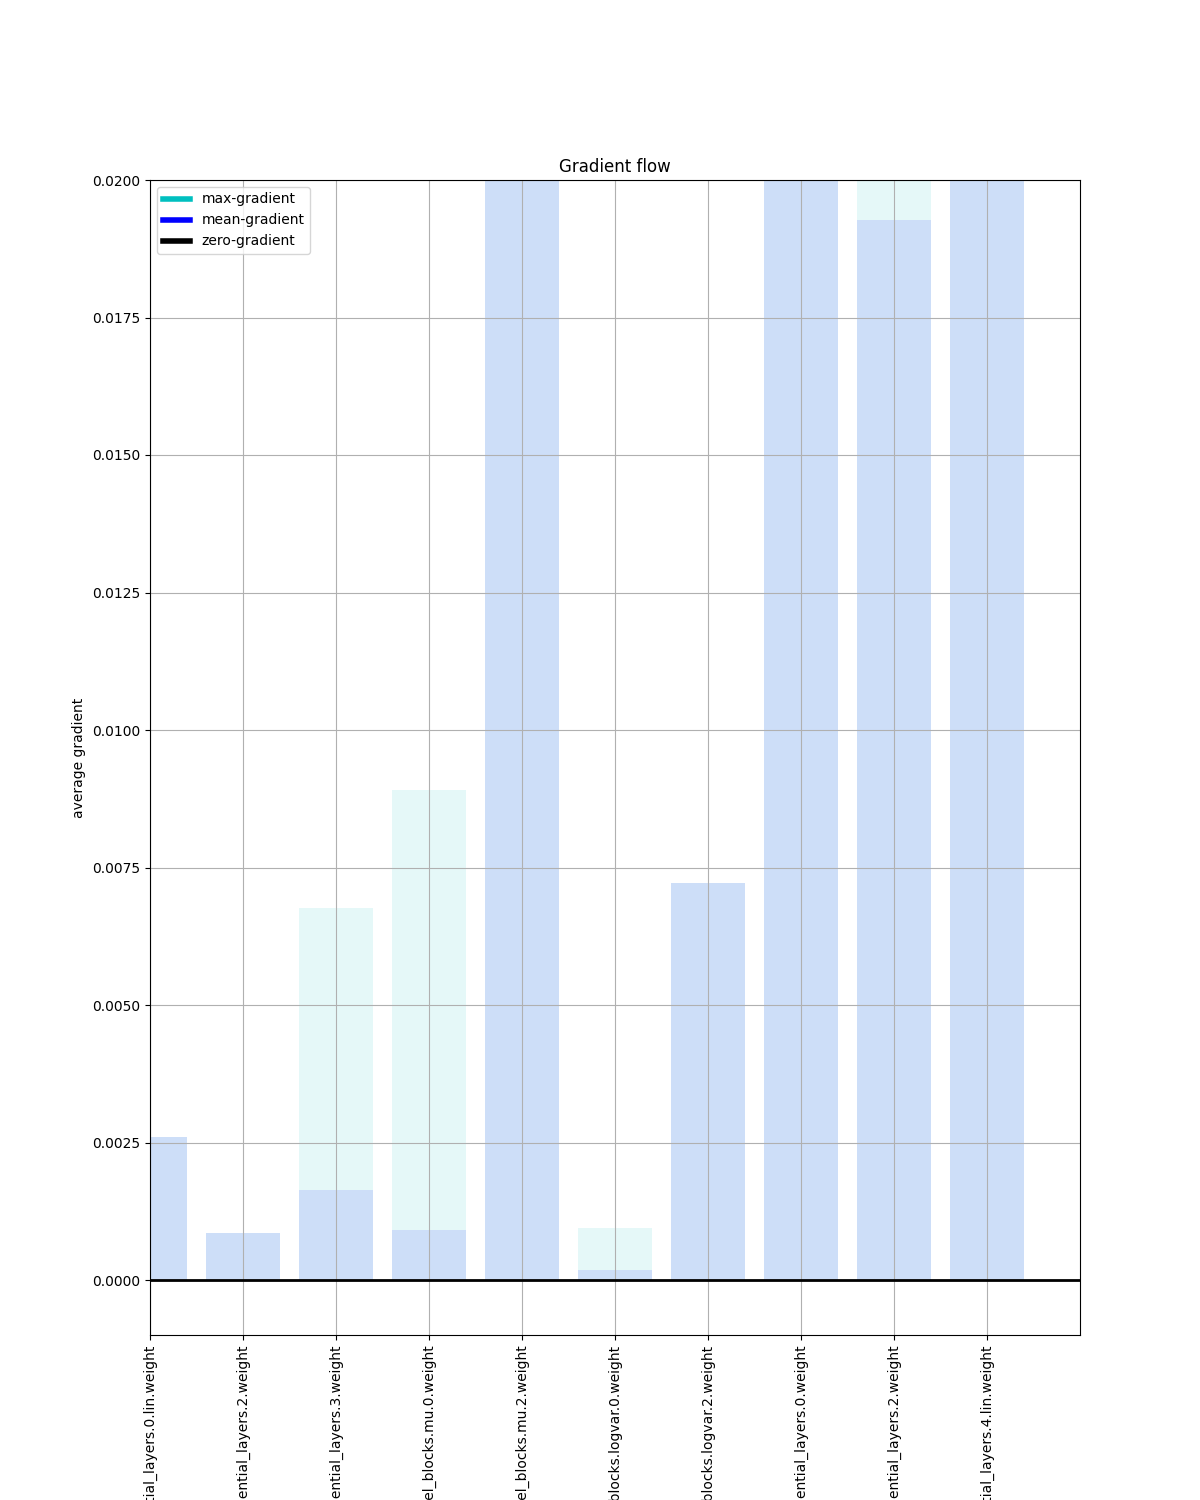 Gradient flow
max-gradient
mean-gradient
zero-gradient
0.0200
0.0175
0.0150
0.0125
0.0100
0.0075
0.0050
0.0025
0.0000
average gradient
tial_layers.0.lin.weight
ential_layers.2.weight
ential_layers.3.weight
el_blocks.mu.0.weight
el_blocks.mu.2.weight
blocks.logvar.0.weight
blocks.logvar.2.weight
ential_layers.0.weight
ential_layers.2.weight
tial_layers.4.lin.weight